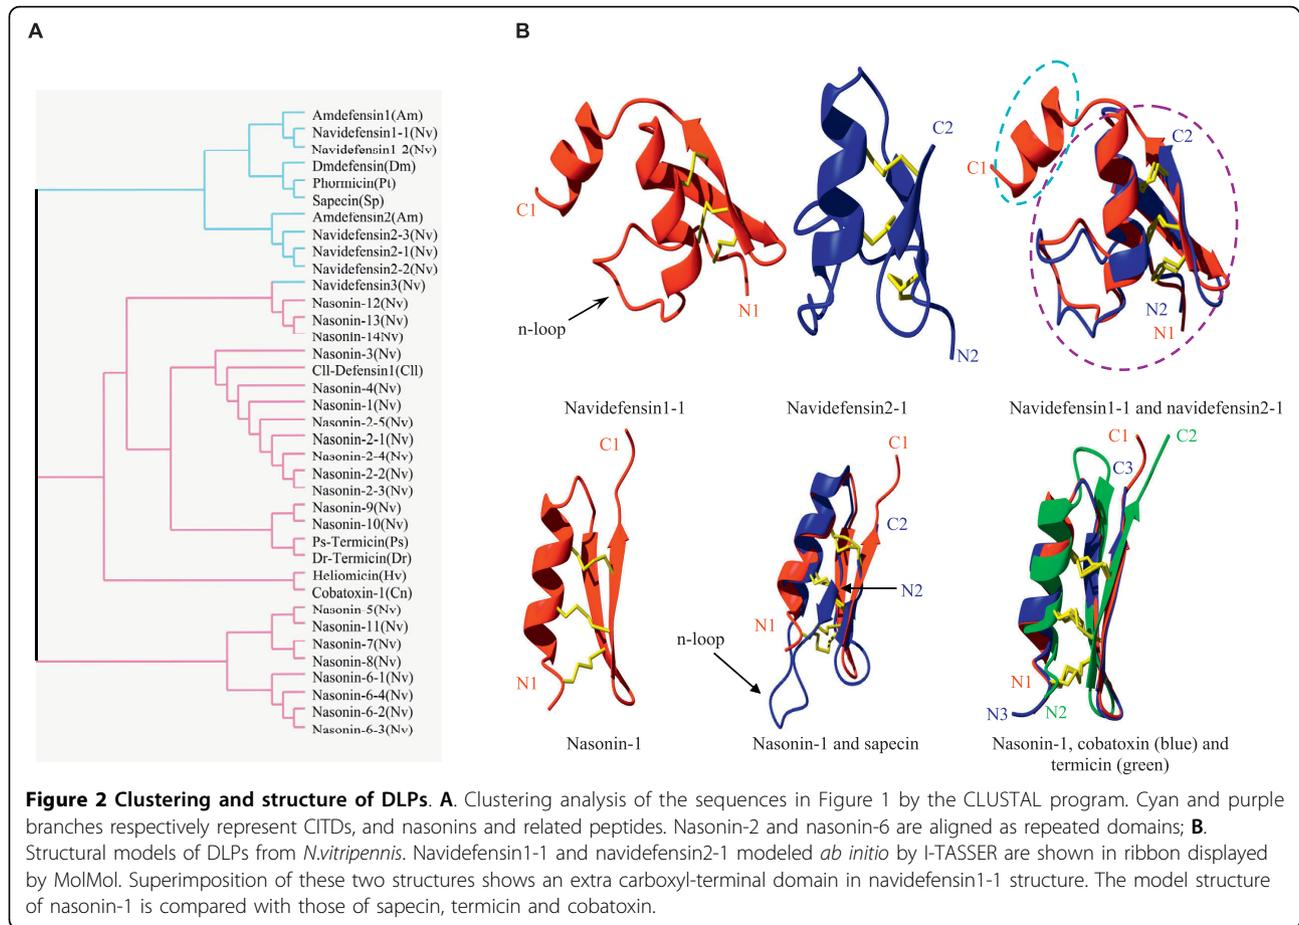 A
B
Amdefensin1(Am)
Navidefensin1-1(Nv)
Navidefensin1-2(Nv)
Dmdefensin(Dm)
Phormicin(Pt)
Sapecin(Sp)
Amdefensin2(Am)
Navidefensin2-3(Nv)
Navidefensin2-1(Nv)
Navidefensin2-2(Nv)
Navidefensin3(Nv)
Nasonin-12(Nv)
Nasonin-13(Nv)
Nasonin-14Nv)
Nasonin-3(Nv)
Cll-Defensin1(Cll)
Nasonin-4(Nv)
Nasonin-1(Nv)
Nasonin-2-5(Nv)
Nasonin-2-1(Nv)
Nasonin-2-4(Nv)
Nasonin-2-2(Nv)
Nasonin-2-3(Nv)
Nasonin-9(Nv)
Nasonin-10(Nv)
Ps-Termicin(Ps)
Dr-Termicin(Dr)
Heliomicin(Hv)
Cobatoxin-1(Cn)
Nasonin-5(Nv)
Nasonin-11(Nv)
Nasonin-7(Nv)
Nasonin-8(Nv)
Nasonin-6-1(Nv)
Nasonin-6-4(Nv)
Nasonin-6-2(Nv)
Nasonin-6-3(Nv)
C1
n-loop
N1
Navidefensin1-1
C2
N2
Navidefensin2-1
C1
C2
N2
N1
Navidefensin1-1 and navidefensin2-1
C1
N1
Nasonin-1
C1
C2
N2
N1
n-loop
Nasonin-1 and sapecin
C1
C2
C3
N1
N3
N2
Nasonin-1, cobatoxin (blue) and
termicin (green)
Figure 2 Clustering and structure of DLPs. A. Clustering analysis of the sequences in Figure 1 by the CLUSTAL program. Cyan and purple
branches respectively represent CITDs, and nasonins and related peptides. Nasonin-2 and nasonin-6 are aligned as repeated domains; B.
Structural models of DLPs from N.vitripennis. Navidefensin1-1 and navidefensin2-1 modeled ab initio by I-TASSER are shown in ribbon displayed
by MolMol. Superimposition of these two structures shows an extra carboxyl-terminal domain in navidefensin1-1 structure. The model structure
of nasonin-1 is compared with those of sapecin, termicin and cobatoxin.